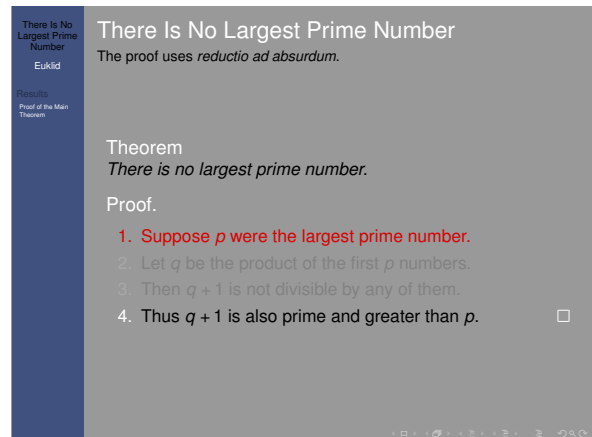 There Is No
Largest Prime
Number
Euklid
Results
Proof of the Main
Theorem
There Is No Largest Prime Number
The proof uses reductio ad absurdum.
Theorem
There is no largest prime number.
Proof.
1. Suppose p were the largest prime number.
2. Let q be the product of the first p numbers.
3. Then q + 1 is not divisible by any of them.
4. Thus q + 1 is also prime and greater than p. □